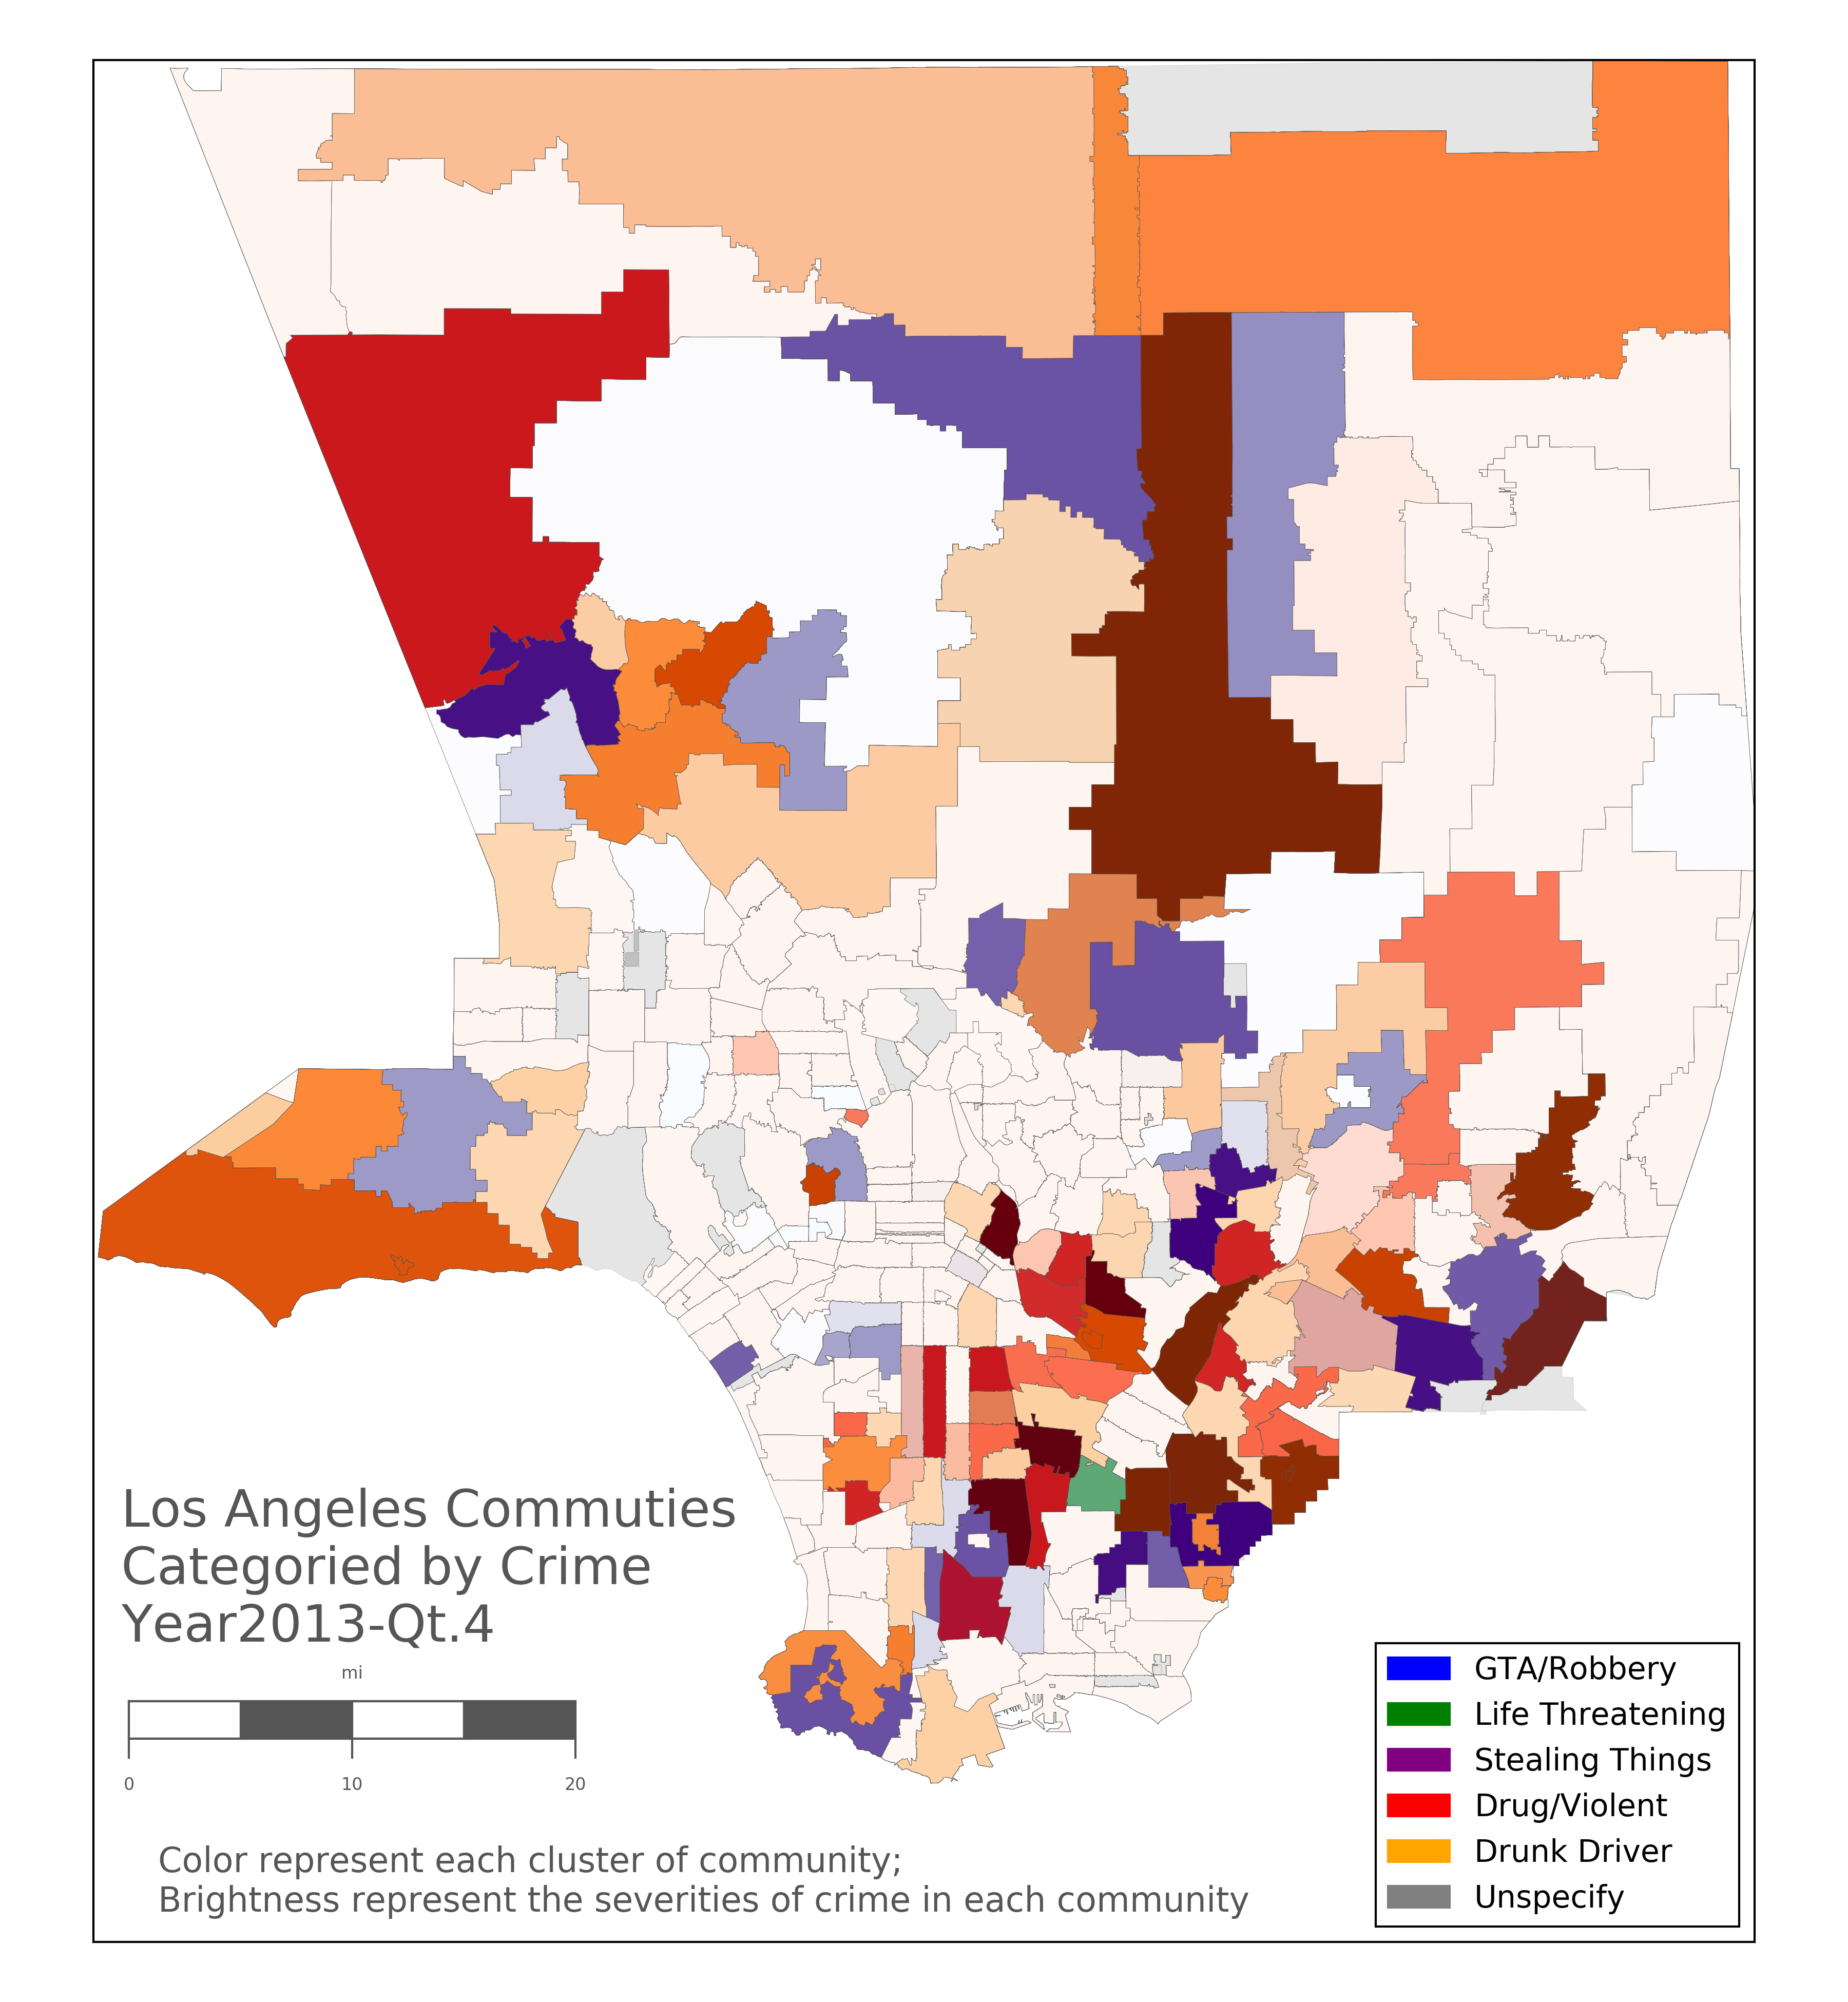 Los Angeles Commuties
Categoried by Crime
Year2013-Qt.4
mi
0 10 20
Color represent each cluster of community;
Brightness represent the severities of crime in each community
GTA/Robbery
Life Threatening
Stealing Things
Drug/Violent
Drunk Driver
Unspecify